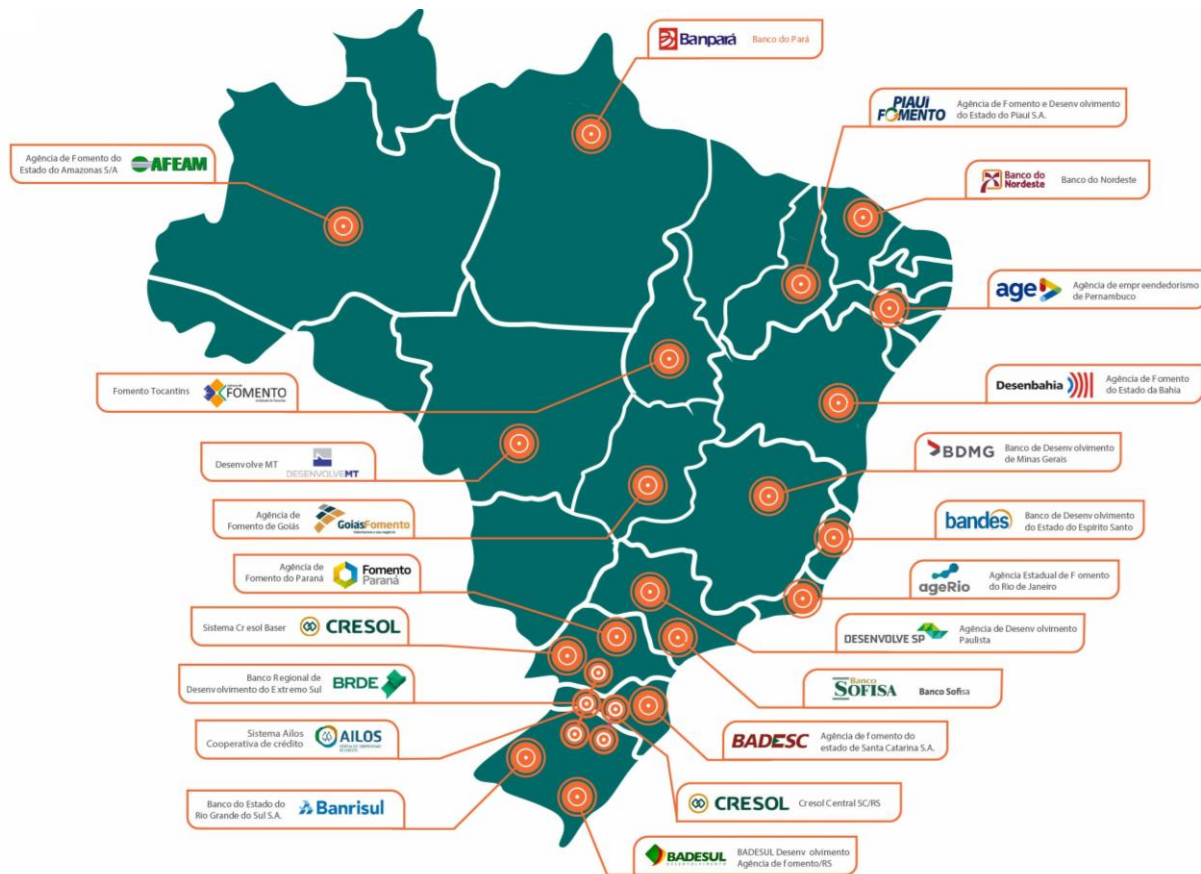 Banpará
Banco do Pará
PIAUÍ
FOMENTO
Agência de Fomento e Desenvolvimento
do Estado do Piauí S.A.
Agência de Fomento do
Estado do Amazonas S/A
AFEAM
Banco do
Nordeste
Banco do Nordeste
age
Agência de empreendedorismo
de Pernambuco
Fomento Tocantins
FOMENTO
Desenbahia
Agência de Fomento
do Estado da Bahia
Desenvolve MT
DESENVOLVEMT
BDMG
Banco de Desenvolvimento
de Minas Gerais
Agência de
Fomento de Goiás
GoiásFomento
bandes
Banco de Desenvolvimento
do Estado do Espírito Santo
Agência de
Fomento do Paraná
Fomento
Paraná
ageRio
Agência Estadual de Fomento
do Rio de Janeiro
Sistema Cresol Baser
CRESOL
DESENVOLVE SP
Agência de Desenvolvimento
Paulista
Banco Regional de
Desenvolvimento do Extremo Sul
BRDE
Banco
SOFISA
Banco Sofisa
Sistema Ailos
Cooperativa de crédito
AILOS
BADESC
Agência de fomento do
estado de Santa Catarina S.A.
Banco do Estado do
Rio Grande do Sul S.A.
Banrisul
CRESOL
Cresol Central SC/RS
BADESUL
DESENVOLVIMENTO
BADESUL Desenvolvimento
Agência de fomento/RS